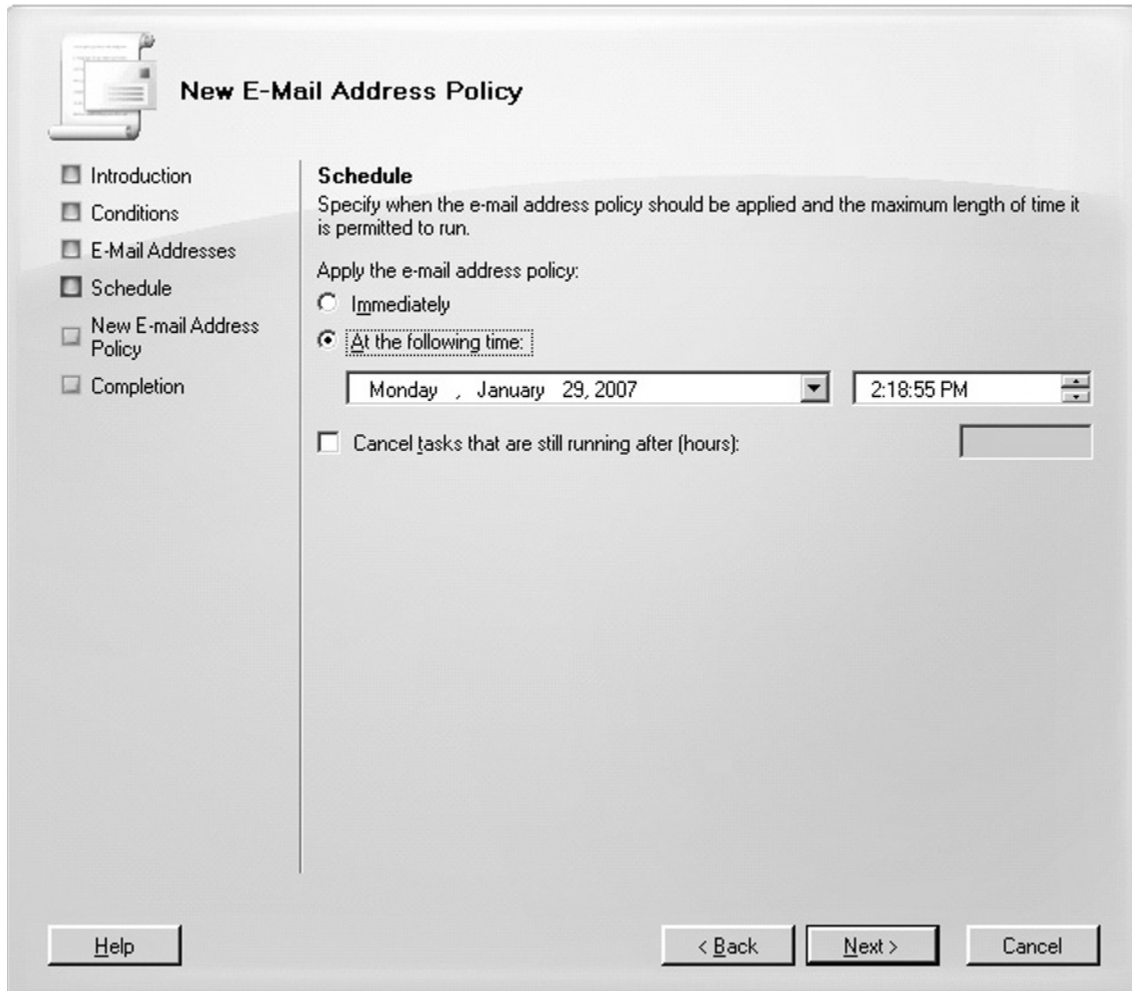 New E-Mail Address Policy
Introduction
Conditions
E-Mail Addresses
Schedule
New E-mail Address
Policy
Completion
Schedule
Specify when the e-mail address policy should be applied and the maximum length of time it
is permitted to run.
Apply the e-mail address policy:
Immediately
At the following time:
Monday , January 29, 2007 2:18:55 PM
Cancel tasks that are still running after (hours):
Help < Back Next > Cancel